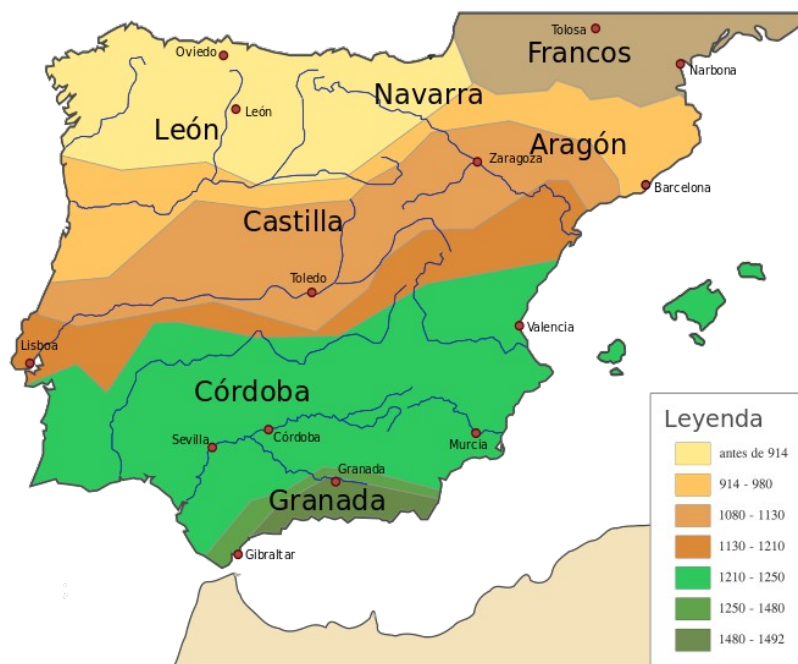 Tolosa
Francos
Oviedo
Narbona
Navarra
León
León
Aragón
Zaragoza
Barcelona
Castilla
Toledo
Valencia
Lisboa
Córdoba
Córdoba
Sevilla
Murcia
Granada
Granada
Gibraltar
Leyenda
antes de 914
914 - 980
1080 - 1130
1130 - 1210
1210 - 1250
1250 - 1480
1480 - 1492